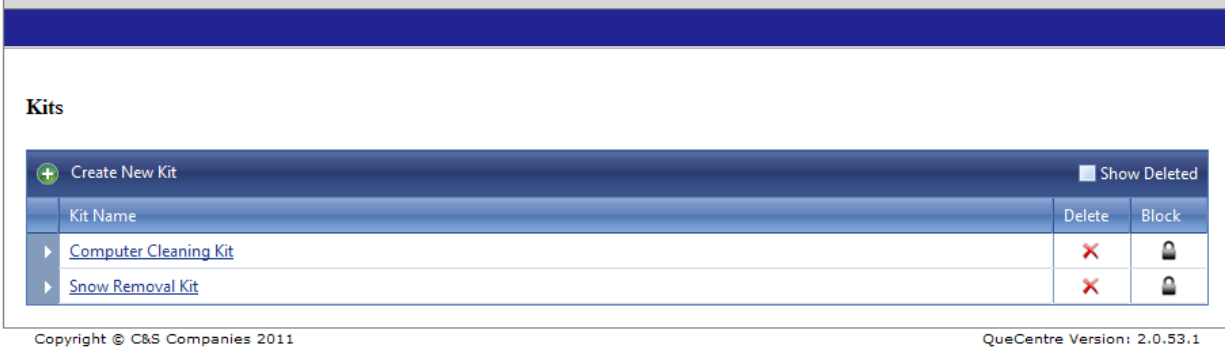 Kits
Create New Kit Show Deleted
Kit Name Delete Block
Computer Cleaning Kit
Snow Removal Kit
Copyright © C&S Companies 2011 QueCentre Version: 2.0.53.1